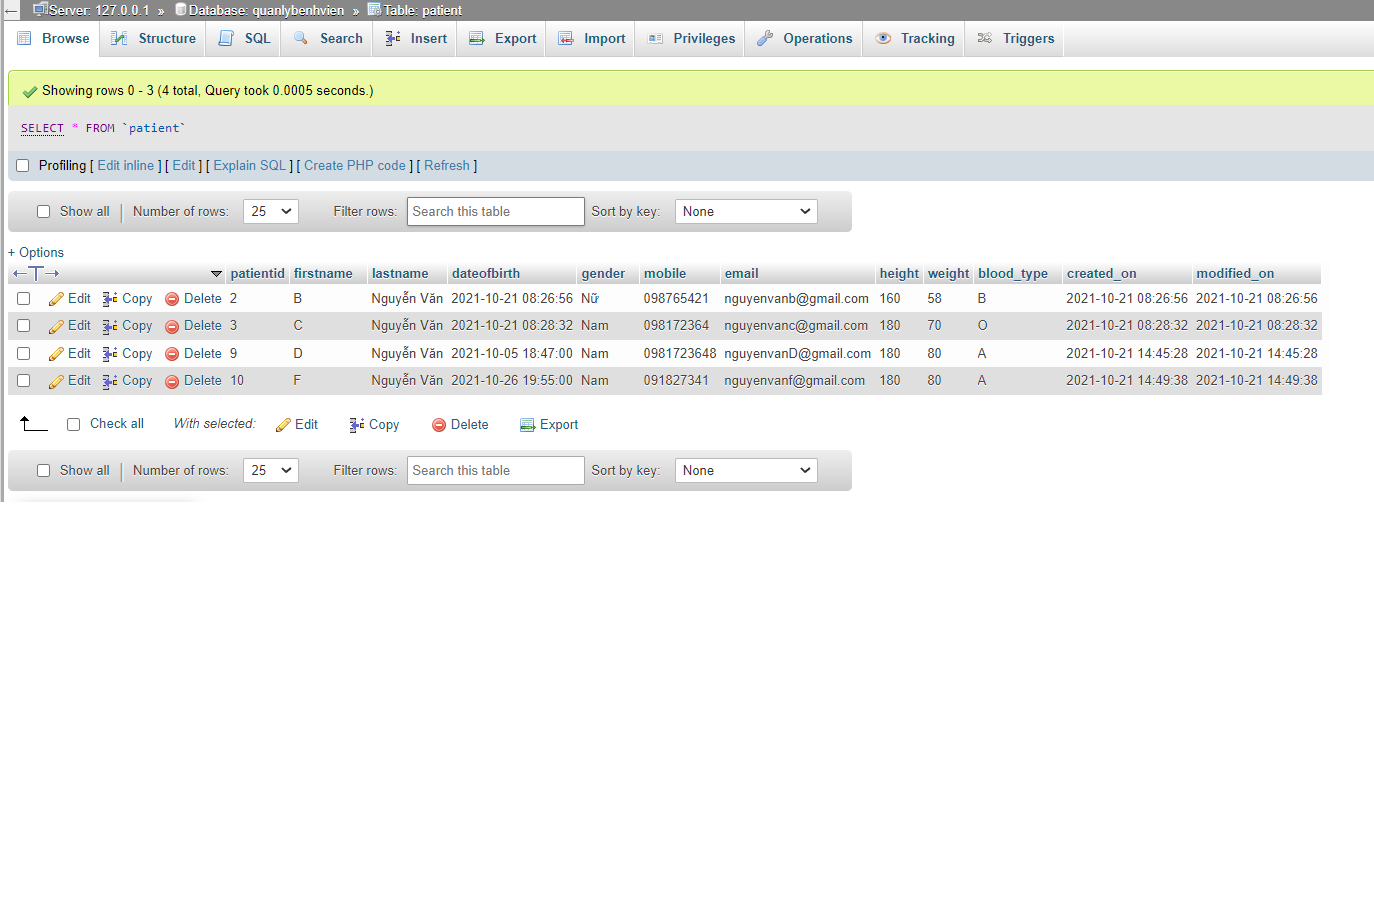 Server: 127.0.0.1 » Database: quanlybenhvien » Table: patient
Browse Structure SQL Search Insert Export Import Privileges Operations Tracking Triggers
Showing rows 0 - 3 (4 total, Query took 0.0005 seconds.)
SELECT * FROM `patient`
Profiling [ Edit inline ] [ Edit ] [ Explain SQL ] [ Create PHP code ] [ Refresh ]
Show all Number of rows: 25 Filter rows: Search this table Sort by key: None
+ Options
patientid firstname lastname dateofbirth gender mobile email height weight blood_type created_on modified_on
Edit Copy Delete 2 B Nguyễn Văn 2021-10-21 08:26:56 Nữ 098765421 nguyenvanb@gmail.com 160 58 B 2021-10-21 08:26:56 2021-10-21 08:26:56
Edit Copy Delete 3 C Nguyễn Văn 2021-10-21 08:28:32 Nam 098172364 nguyenvanc@gmail.com 180 70 O 2021-10-21 08:28:32 2021-10-21 08:28:32
Edit Copy Delete 9 D Nguyễn Văn 2021-10-05 18:47:00 Nam 0981723648 nguyenvanD@gmail.com 180 80 A 2021-10-21 14:45:28 2021-10-21 14:45:28
Edit Copy Delete 10 F Nguyễn Văn 2021-10-26 19:55:00 Nam 091827341 nguyenvanf@gmail.com 180 80 A 2021-10-21 14:49:38 2021-10-21 14:49:38
Check all With selected: Edit Copy Delete Export
Show all Number of rows: 25 Filter rows: Search this table Sort by key: None